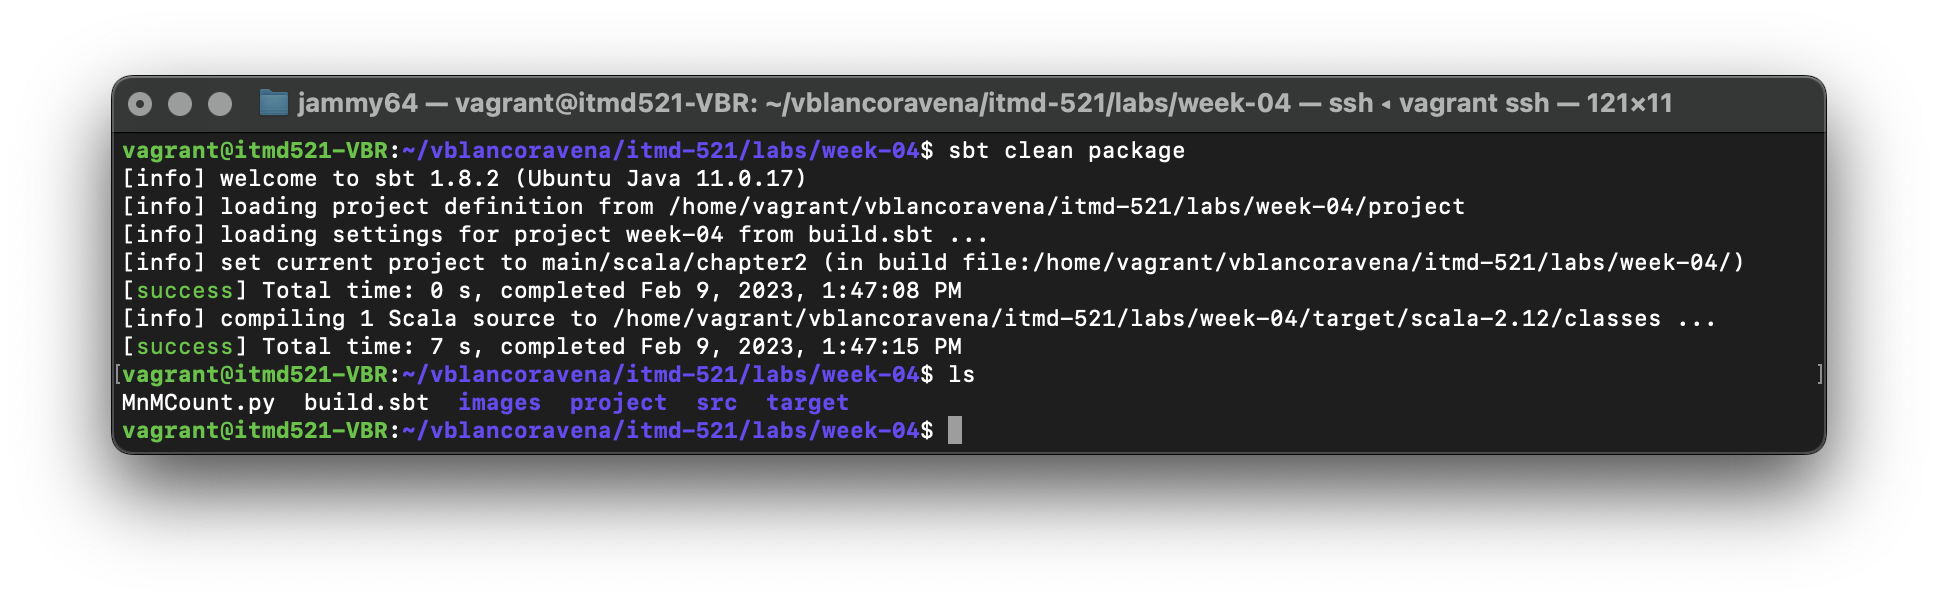 jammy64 — vagrant@itmd521-VBR: ~/vblancoravena/itmd-521/labs/week-04 — ssh ◂ vagrant ssh — 121×11
vagrant@itmd521-VBR:~/vblancoravena/itmd-521/labs/week-04$ sbt clean package
[info] welcome to sbt 1.8.2 (Ubuntu Java 11.0.17)
[info] loading project definition from /home/vagrant/vblancoravena/itmd-521/labs/week-04/project
[info] loading settings for project week-04 from build.sbt ...
[info] set current project to main/scala/chapter2 (in build file:/home/vagrant/vblancoravena/itmd-521/labs/week-04/)
[success] Total time: 0 s, completed Feb 9, 2023, 1:47:08 PM
[info] compiling 1 Scala source to /home/vagrant/vblancoravena/itmd-521/labs/week-04/target/scala-2.12/classes ...
[success] Total time: 7 s, completed Feb 9, 2023, 1:47:15 PM
[vagrant@itmd521-VBR:~/vblancoravena/itmd-521/labs/week-04$ ls ]
MnMCount.py  build.sbt  images  project  src  target
vagrant@itmd521-VBR:~/vblancoravena/itmd-521/labs/week-04$